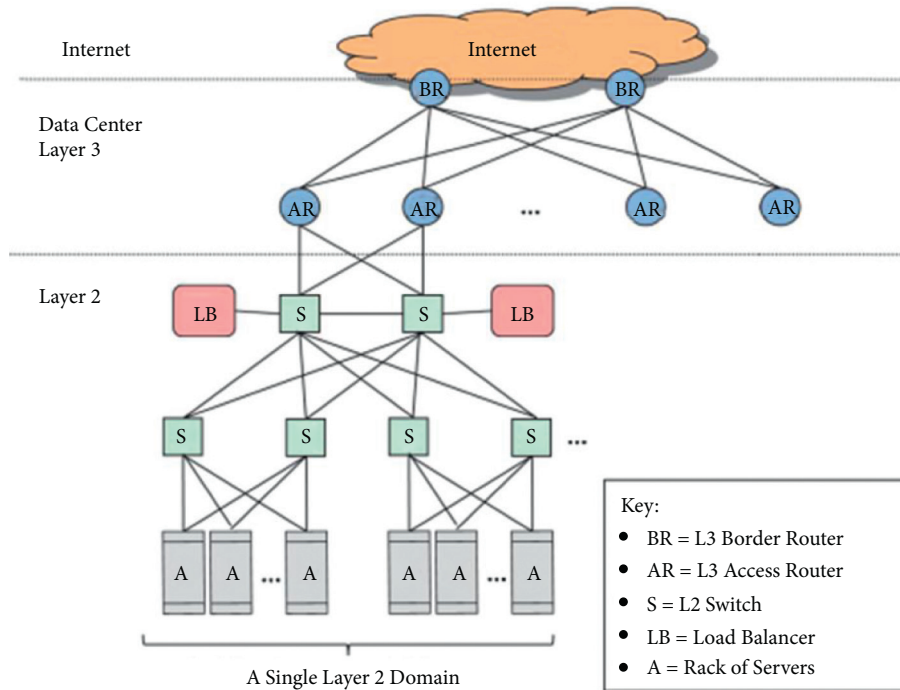 Internet
Internet
BR
BR
Data Center
Layer 3
AR
AR
...
AR
AR
Layer 2
LB
S
S
LB
S
S
S
S
...
A
A
...
A
A
A
...
A
A Single Layer 2 Domain
Key:
• BR = L3 Border Router
• AR = L3 Access Router
• S = L2 Switch
• LB = Load Balancer
• A = Rack of Servers